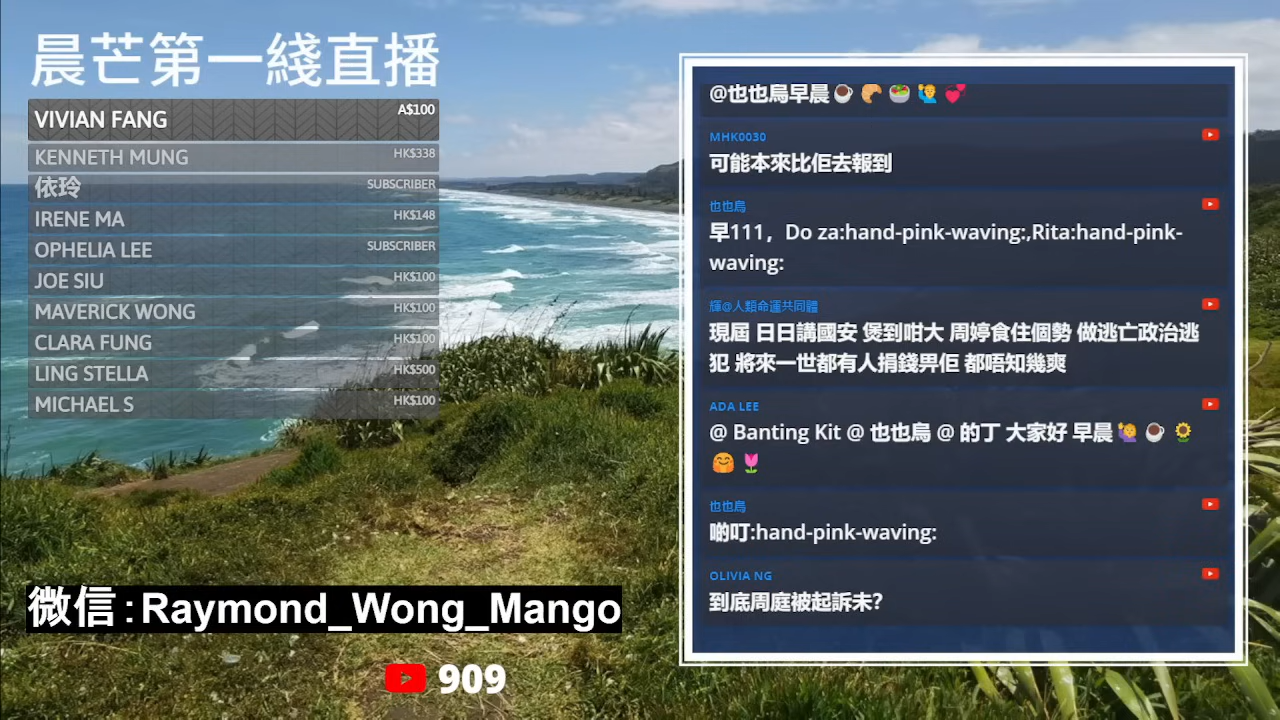 晨芒第一綫直播
VIVIAN FANG A$100
KENNETH MUNG HK$338
依玲 SUBSCRIBER
IRENE MA HK$148
OPHELIA LEE SUBSCRIBER
JOE SIU HK$100
MAVERICK WONG HK$100
CLARA FUNG HK$100
LING STELLA HK$500
MICHAEL S HK$100
微信:Raymond_Wong_Mango
909
@也也烏早晨☕🥐🥗🙋‍♂️💞
MHK0030
可能本來比佢去報到
也也烏
早111，Do za:hand-pink-waving:,Rita:hand-pink-
waving:
輝@人類命運共同體
現屆 日日講國安 煲到咁大 周婷食住個勢 做逃亡政治逃
犯 將來一世都有人捐錢畀佢 都唔知幾爽
ADA LEE
@ Banting Kit @ 也也烏 @ 的丁 大家好 早晨🙋☕🌻
🤗🌷
也也烏
啲叮:hand-pink-waving:
OLIVIA NG
到底周庭被起訴未?